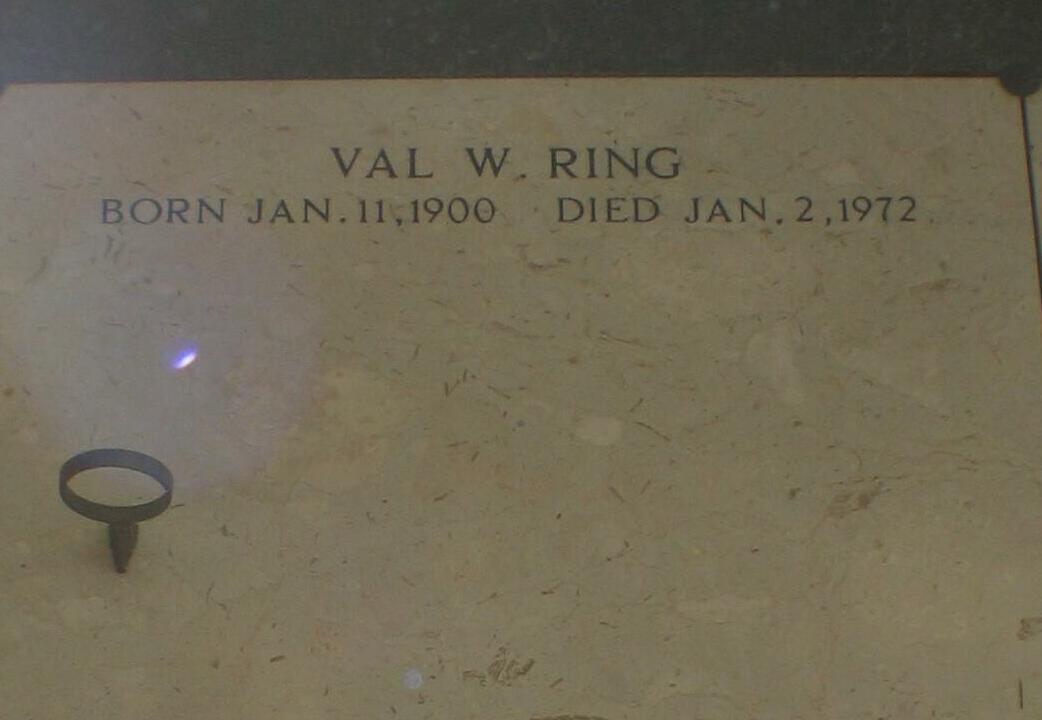 VAL W. RING
BORN JAN. 11, 1900 DIED JAN. 2, 1972